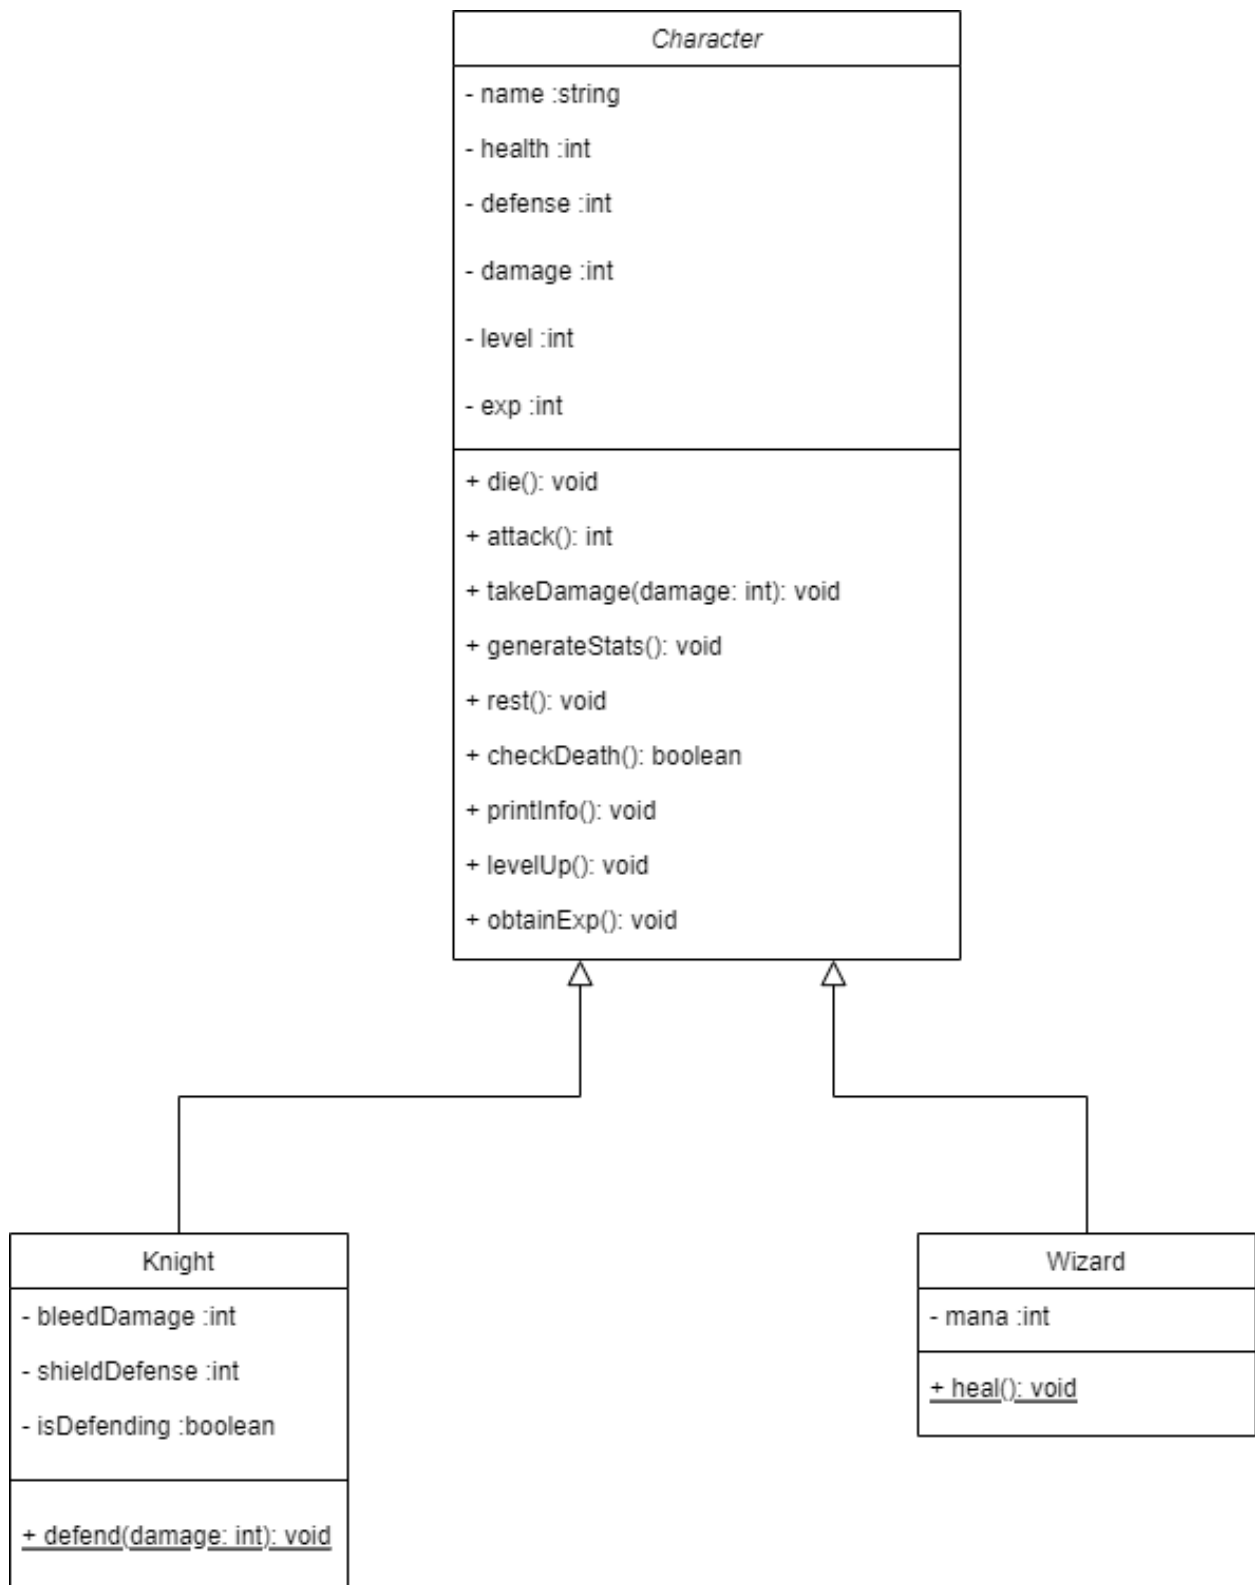 Character
- name :string
- health :int
- defense :int
- damage :int
- level :int
- exp :int
+ die(): void
+ attack(): int
+ takeDamage(damage: int): void
+ generateStats(): void
+ rest(): void
+ checkDeath(): boolean
+ printInfo(): void
+ levelUp(): void
+ obtainExp(): void
Knight
- bleedDamage :int
- shieldDefense :int
- isDefending :boolean
+ defend(damage: int): void
Wizard
- mana :int
+ heal(): void